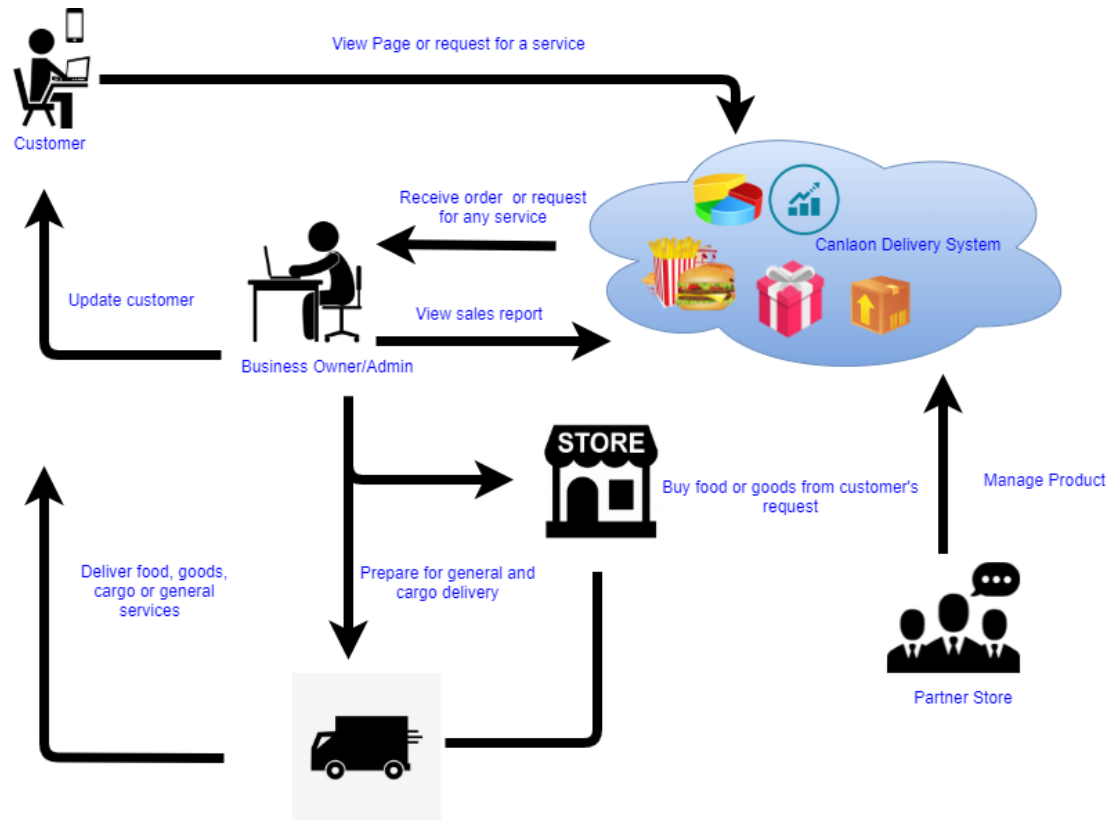 View Page or request for a service
Customer
Receive order or request
for any service
Canlaon Delivery System
Update customer
View sales report
Business Owner/Admin
STORE
Buy food or goods from customer's
request
Manage Product
Deliver food, goods,
cargo or general
services
Prepare for general and
cargo delivery
Partner Store